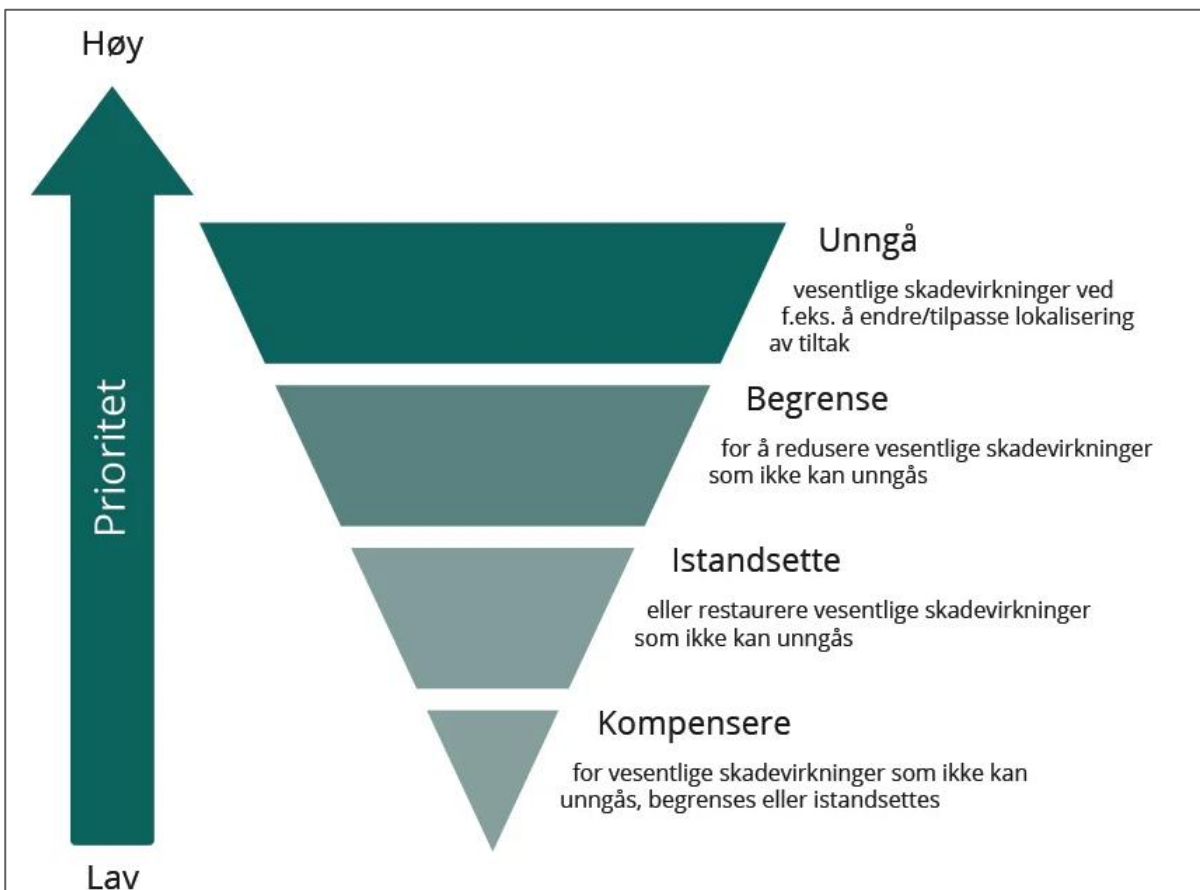 Høy
Prioritet
Lav
Unngå
vesentlige skadevirkninger ved
f.eks. å endre/tilpasse lokalisering
av tiltak
Begrense
for å redusere vesentlige skadevirkninger
som ikke kan unngås
Istandsette
eller restaurere vesentlige skadevirkninger
som ikke kan unngås
Kompensere
for vesentlige skadevirkninger som ikke kan
unngås, begrenses eller istandsettes